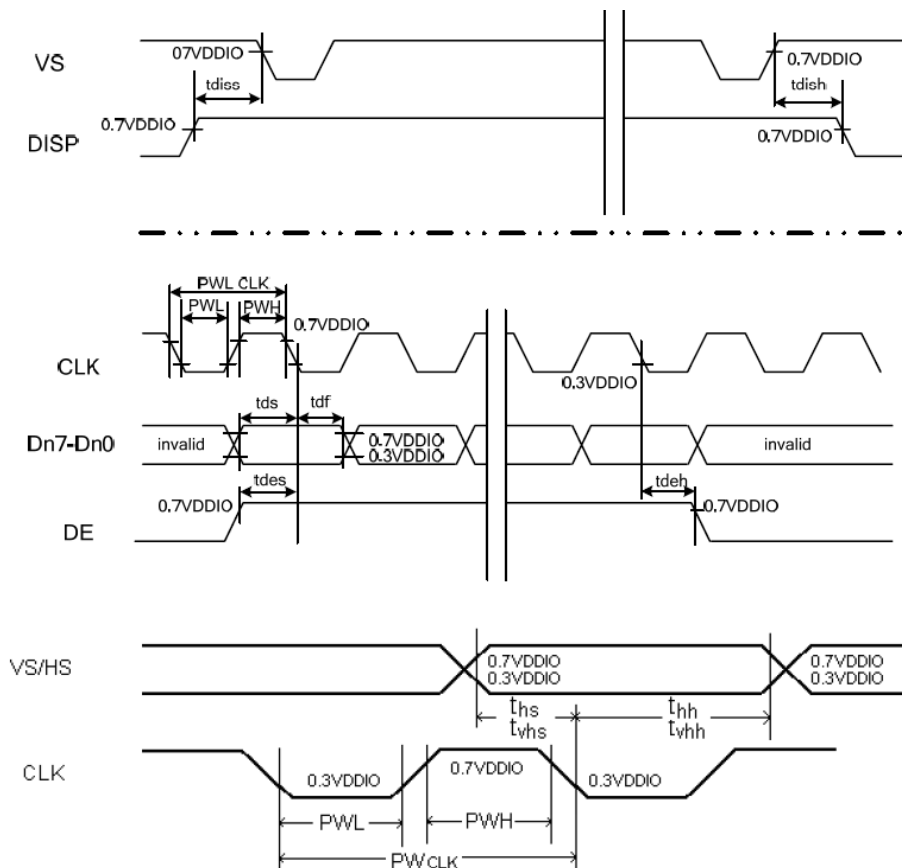 VS
07VDDIO
0.7VDDIO
tdiss
tdish
0.7VDDIO
0.7VDDIO
DISP
PWL CLK
PWL
PWH
0.7VDDIO
CLK
0.3VDDIO
tds
tdf
Dn7-Dn0
invalid
0.7VDDIO
0.3VDDIO
invalid
tdes
tdeh
0.7VDDIO
0.7VDDIO
DE
VS/HS
0.7VDDIO
0.3VDDIO
0.7VDDIO
0.3VDDIO
ths
tvhs
thh
tvhh
CLK
0.3VDDIO
0.7VDDIO
0.3VDDIO
PWL
PWH
PWCLK